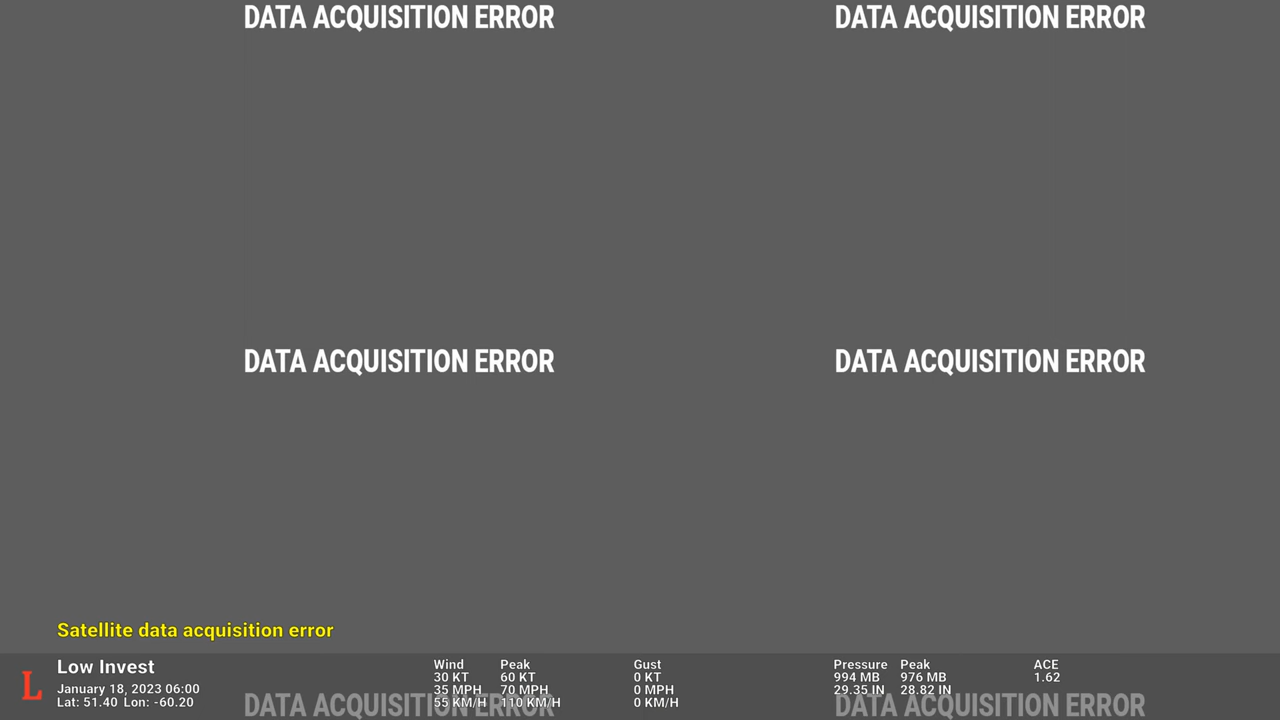 DATA ACQUISITION ERROR DATA ACQUISITION ERROR
DATA ACQUISITION ERROR DATA ACQUISITION ERROR
Satellite data acquisition error
L
Low Invest
January 18, 2023 06:00
Lat: 51.40 Lon: -60.20
Wind Peak Gust Pressure Peak ACE
30 KT 60 KT 0 KT 994 MB 976 MB 1.62
35 MPH 70 MPH 0 MPH 29.35 IN 28.82 IN
55 KM/H 110 KM/H 0 KM/H
DATA ACQUISITION ERROR DATA ACQUISITION ERROR